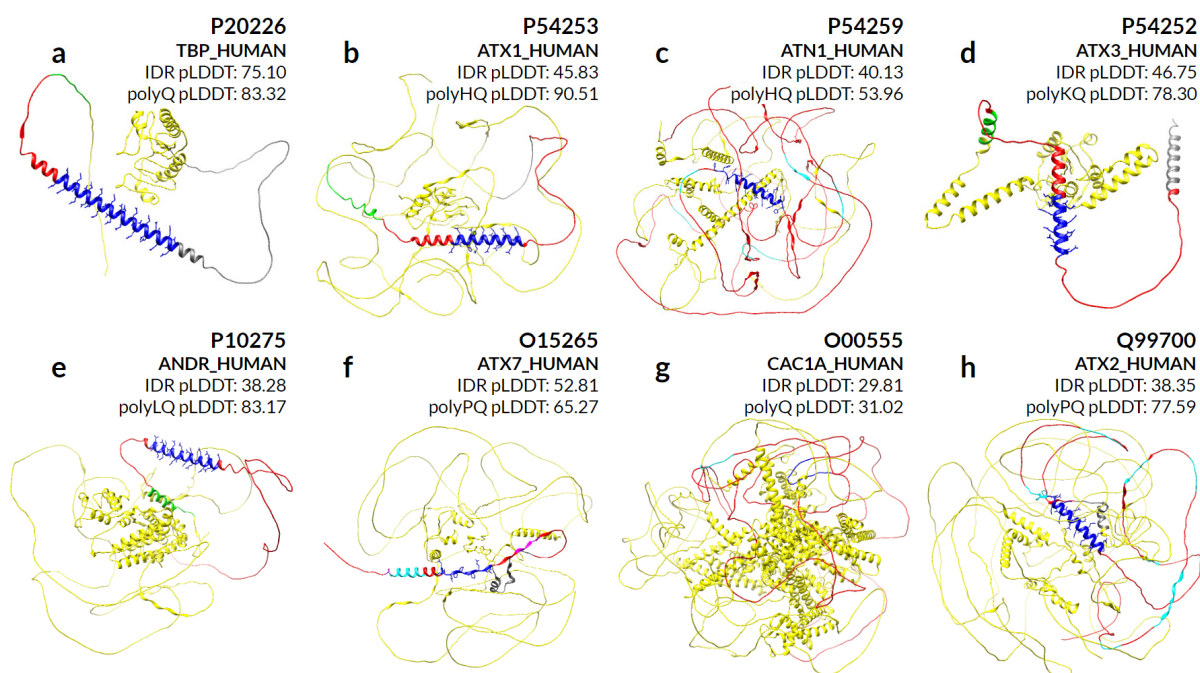 a
P20226
TBP_HUMAN
IDR pLDDT: 75.10
polyQ pLDDT: 83.32
b
P54253
ATX1_HUMAN
IDR pLDDT: 45.83
polyHQ pLDDT: 90.51
c
P54259
ATN1_HUMAN
IDR pLDDT: 40.13
polyHQ pLDDT: 53.96
d
P54252
ATX3_HUMAN
IDR pLDDT: 46.75
polyKQ pLDDT: 78.30
e
P10275
ANDR_HUMAN
IDR pLDDT: 38.28
polyLQ pLDDT: 83.17
f
O15265
ATX7_HUMAN
IDR pLDDT: 52.81
polyPQ pLDDT: 65.27
g
O00555
CAC1A_HUMAN
IDR pLDDT: 29.81
polyQ pLDDT: 31.02
h
Q99700
ATX2_HUMAN
IDR pLDDT: 38.35
polyPQ pLDDT: 77.59